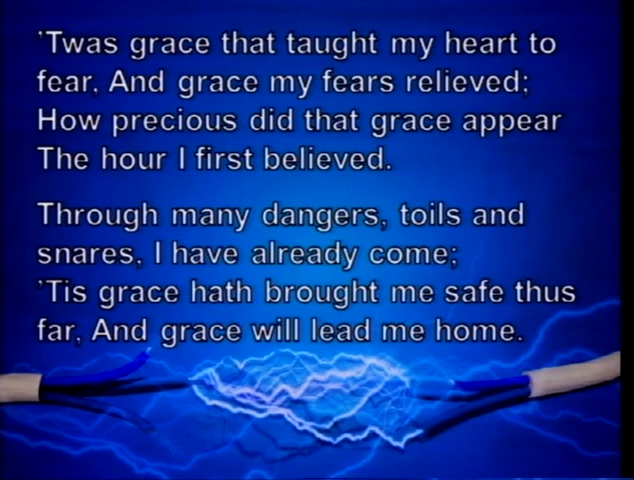 'Twas grace that taught my heart to
fear, And grace my fears relieved;
How precious did that grace appear
The hour I first believed.
Through many dangers, toils and
snares, I have already come;
'Tis grace hath brought me safe thus
far, And grace will lead me home.